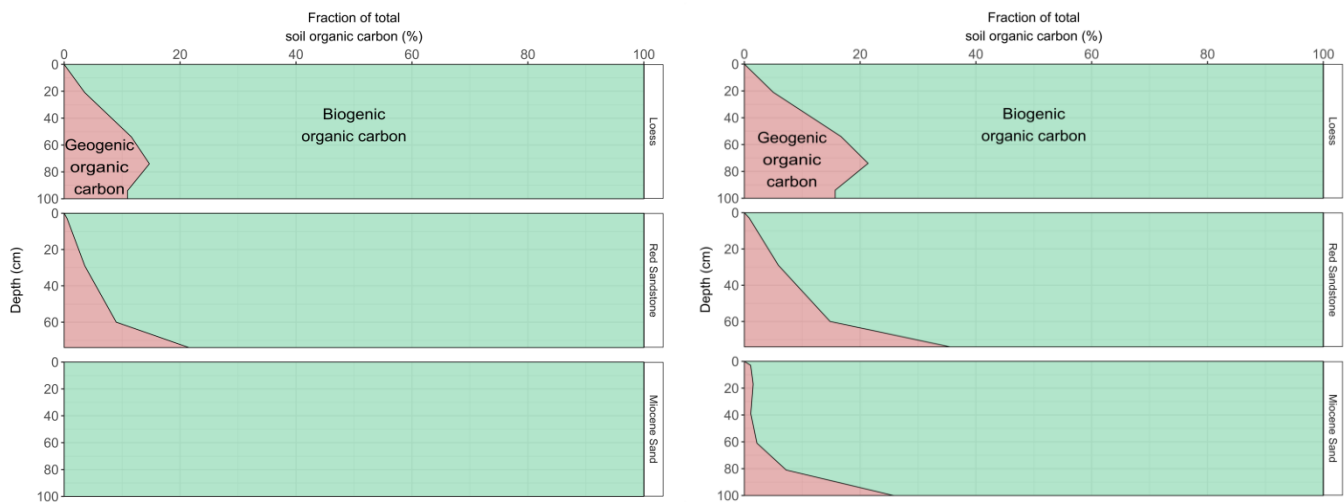 Fraction of total
soil organic carbon (%)
0 20 40 60 80 100
0
20
40
60
80
100
Biogenic
organic carbon
Geogenic
organic
carbon
Loess
Depth (cm)
0
20
40
60
Red Sandstone
0
20
40
60
80
100
Miocene Sand
Fraction of total
soil organic carbon (%)
0 20 40 60 80 100
0
20
40
60
80
100
Biogenic
organic carbon
Geogenic
organic
carbon
Loess
Depth (cm)
0
20
40
60
Red Sandstone
0
20
40
60
80
100
Miocene Sand